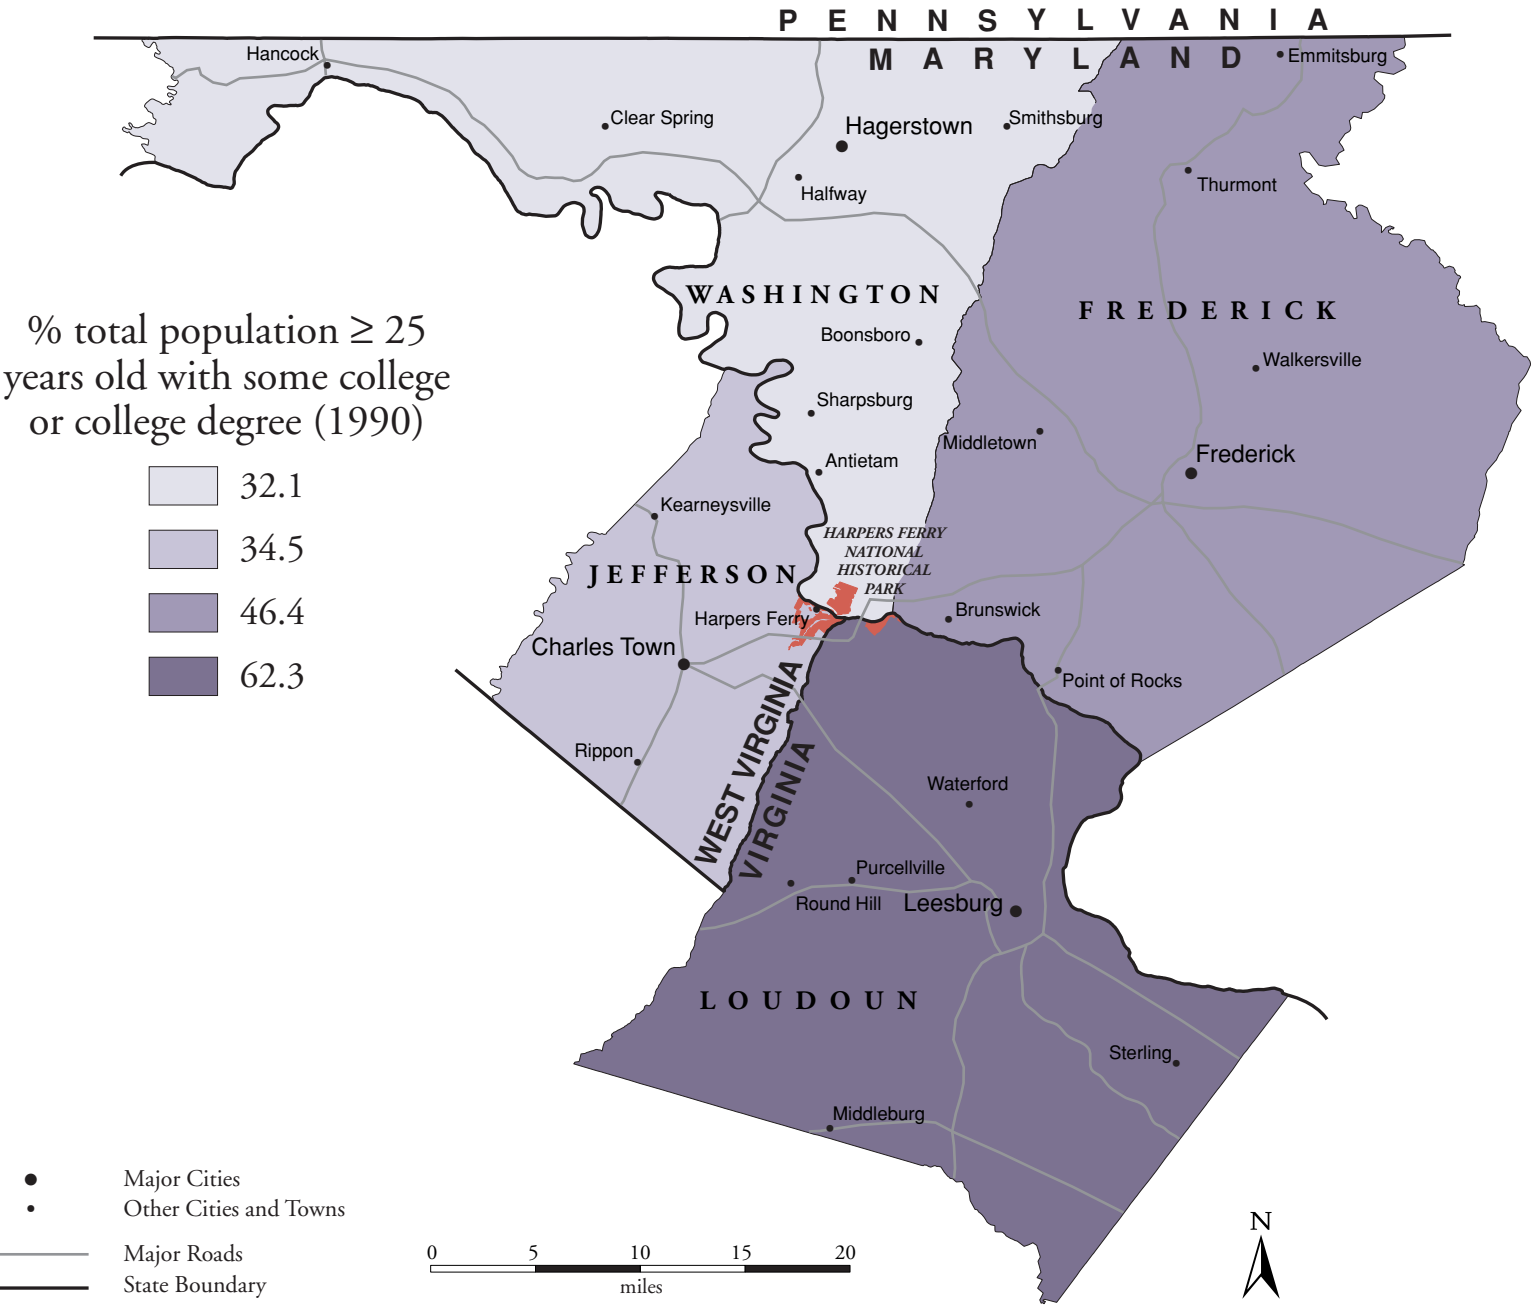 PENNSYLVANIA
MARYLAND
Hancock
Emmitsburg
Clear Spring
Hagerstown
Smithsburg
Halfway
Thurmont
WASHINGTON
FREDERICK
Boonsboro
Walkersville
% total population ≥ 25
years old with some college
or college degree (1990)
32.1
34.5
46.4
62.3
Sharpsburg
Middletown
Frederick
Antietam
Kearneysville
HARPERS FERRY
NATIONAL
HISTORICAL
PARK
JEFFERSON
Harpers Ferry
Brunswick
Charles Town
Point of Rocks
WEST VIRGINIA
VIRGINIA
Rippon
Waterford
Purcellville
Round Hill
Leesburg
LOUDOUN
Sterling
Middleburg
Major Cities
Other Cities and Towns
Major Roads
State Boundary
0 5 10 15 20
miles
N